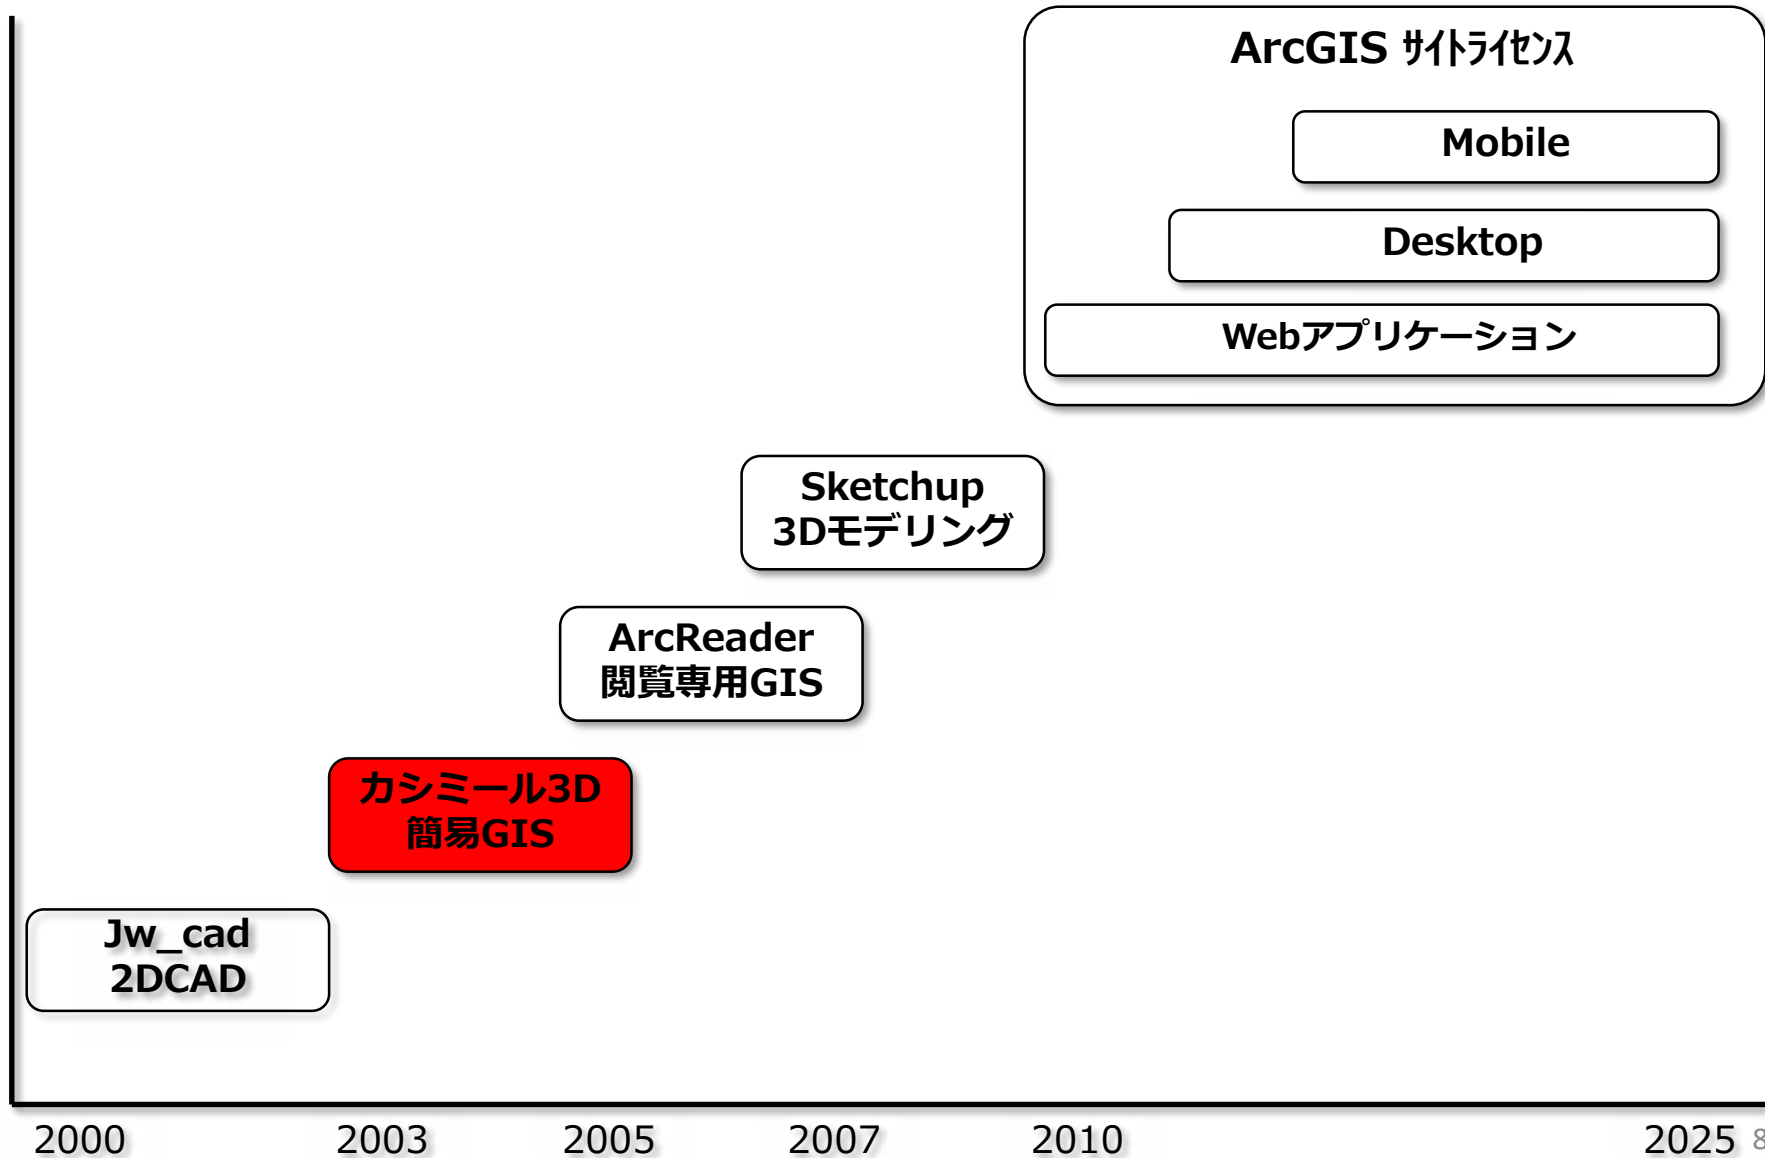 ArcGIS ｻｲﾄﾗｲｾﾝｽ
Mobile
Desktop
Webアプリケーション
Sketchup
3Dモデリング
ArcReader
閲覧専用GIS
カシミール3D
簡易GIS
Jw_cad
2DCAD
2000 2003 2005 2007 2010 2025
8